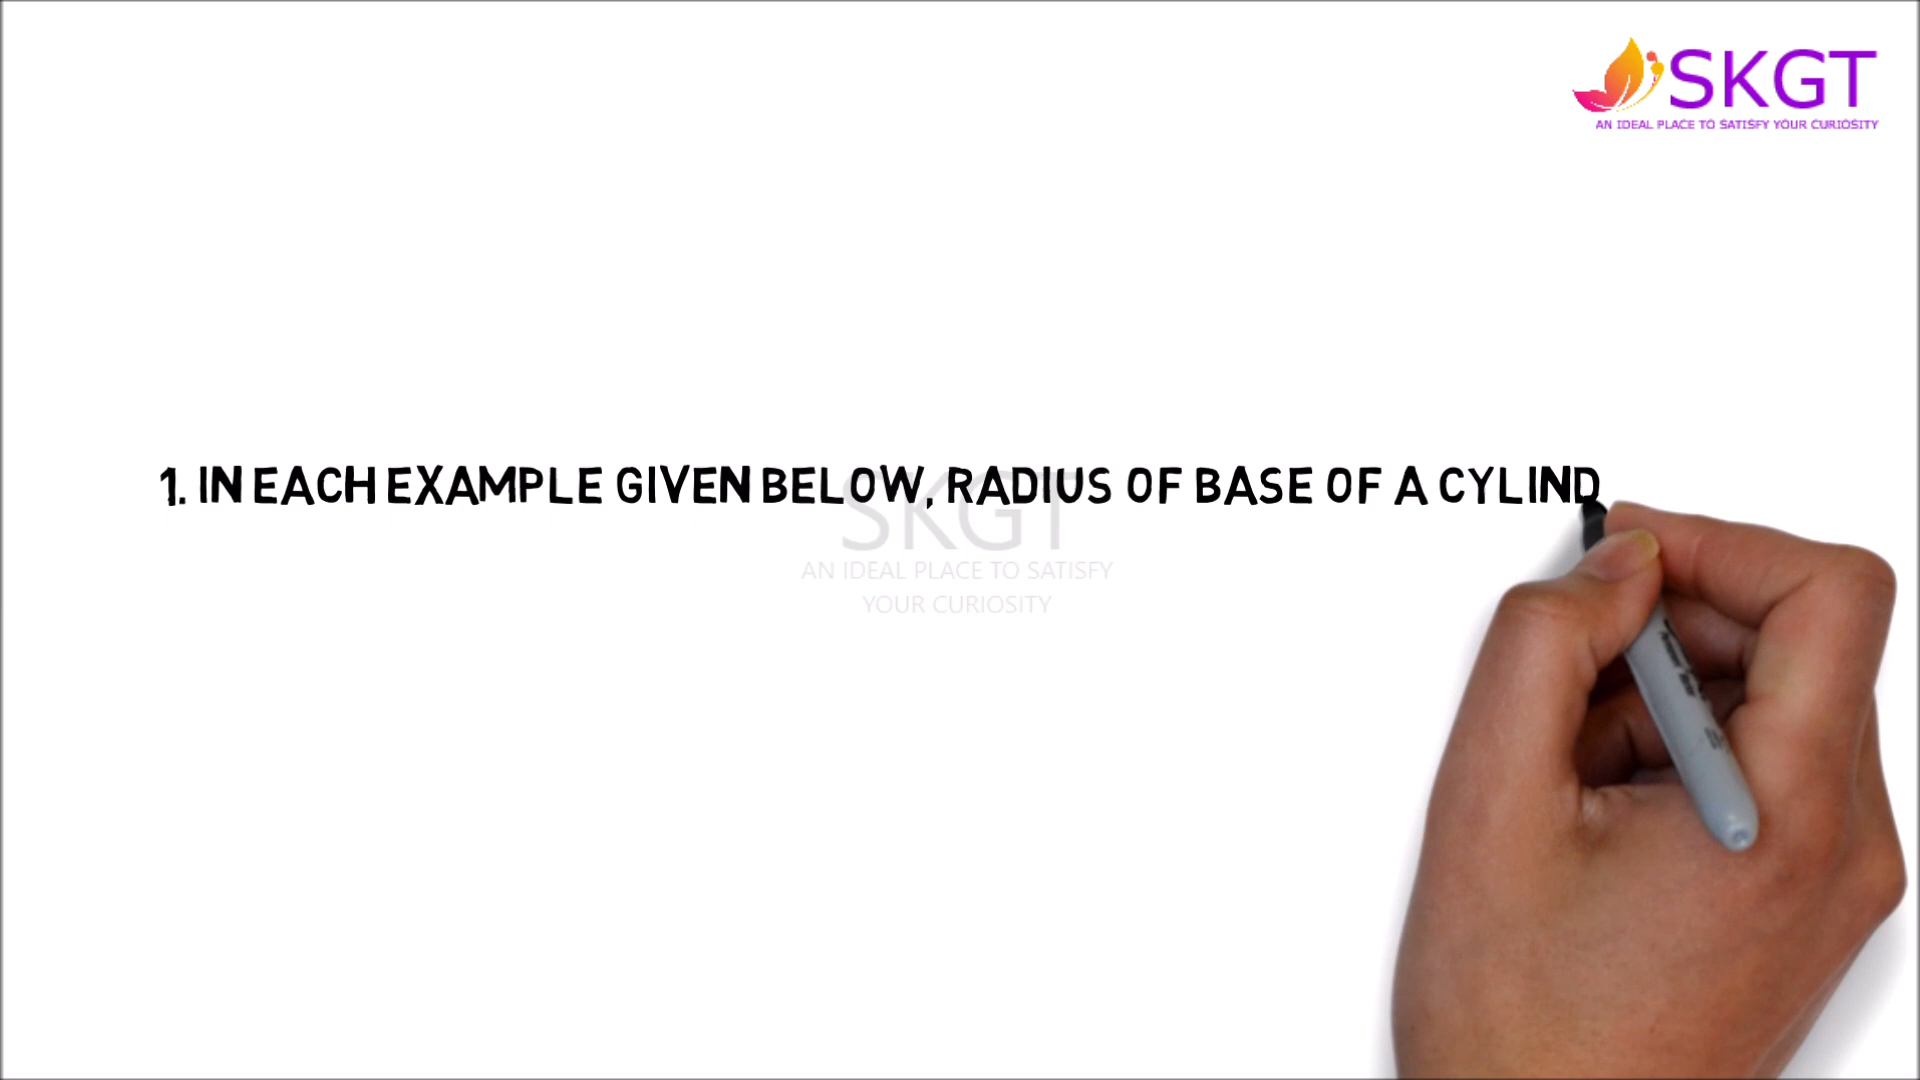 SKGT
AN IDEAL PLACE TO SATISFY YOUR CURIOSITY
1. IN EACH EXAMPLE GIVEN BELOW, RADIUS OF BASE OF A CYLIND
SKGT
AN IDEAL PLACE TO SATISFY
YOUR CURIOSITY